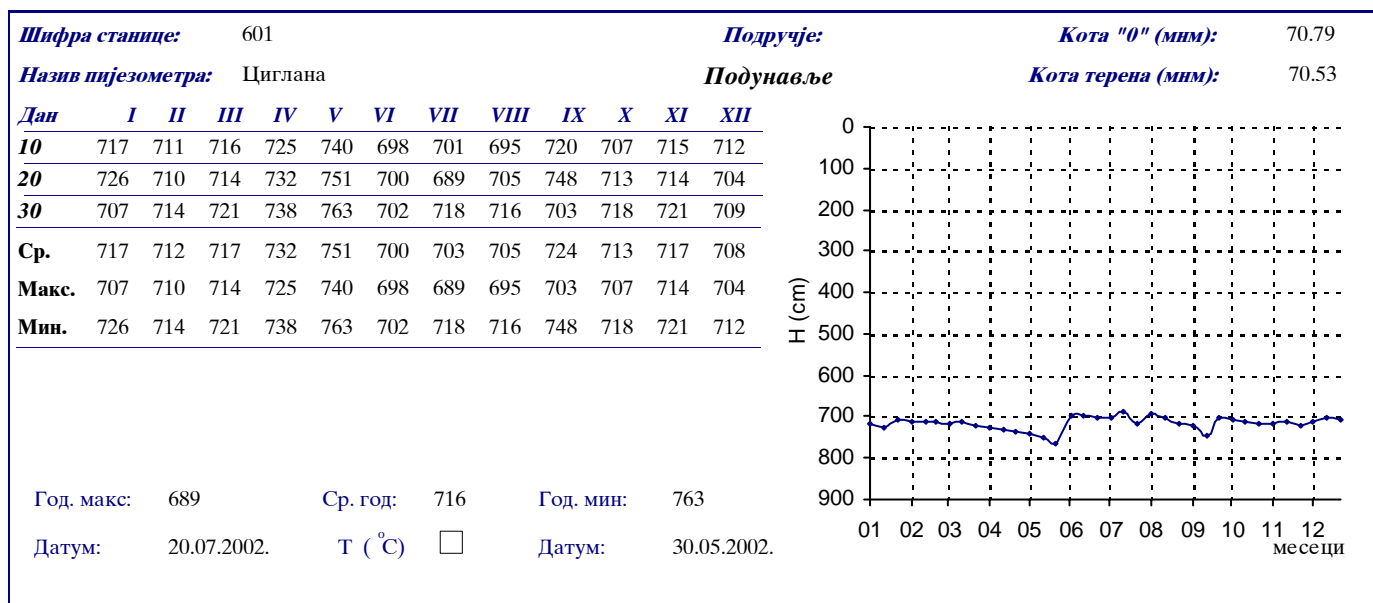 Шифра станице: 601 Подручје: Кота "0" (мнм): 70.79
Назив пијезометра: Циглана Подунавље Кота терена (мнм): 70.53
Дан I II III IV V VI VII VIII IX X XI XII
10 717 711 716 725 740 698 701 695 720 707 715 712
20 726 710 714 732 751 700 689 705 748 713 714 704
30 707 714 721 738 763 702 718 716 703 718 721 709
Ср. 717 712 717 732 751 700 703 705 724 713 717 708
Макс. 707 710 714 725 740 698 689 695 703 707 714 704
Мин. 726 714 721 738 763 702 718 716 748 718 721 712
0
100
200
300
400
500
600
700
800
900
H (cm)
01 02 03 04 05 06 07 08 09 10 11 12
месеци
Год. макс: 689 Ср. год: 716 Год. мин: 763
Датум: 20.07.2002. Т ( °С) Датум: 30.05.2002.